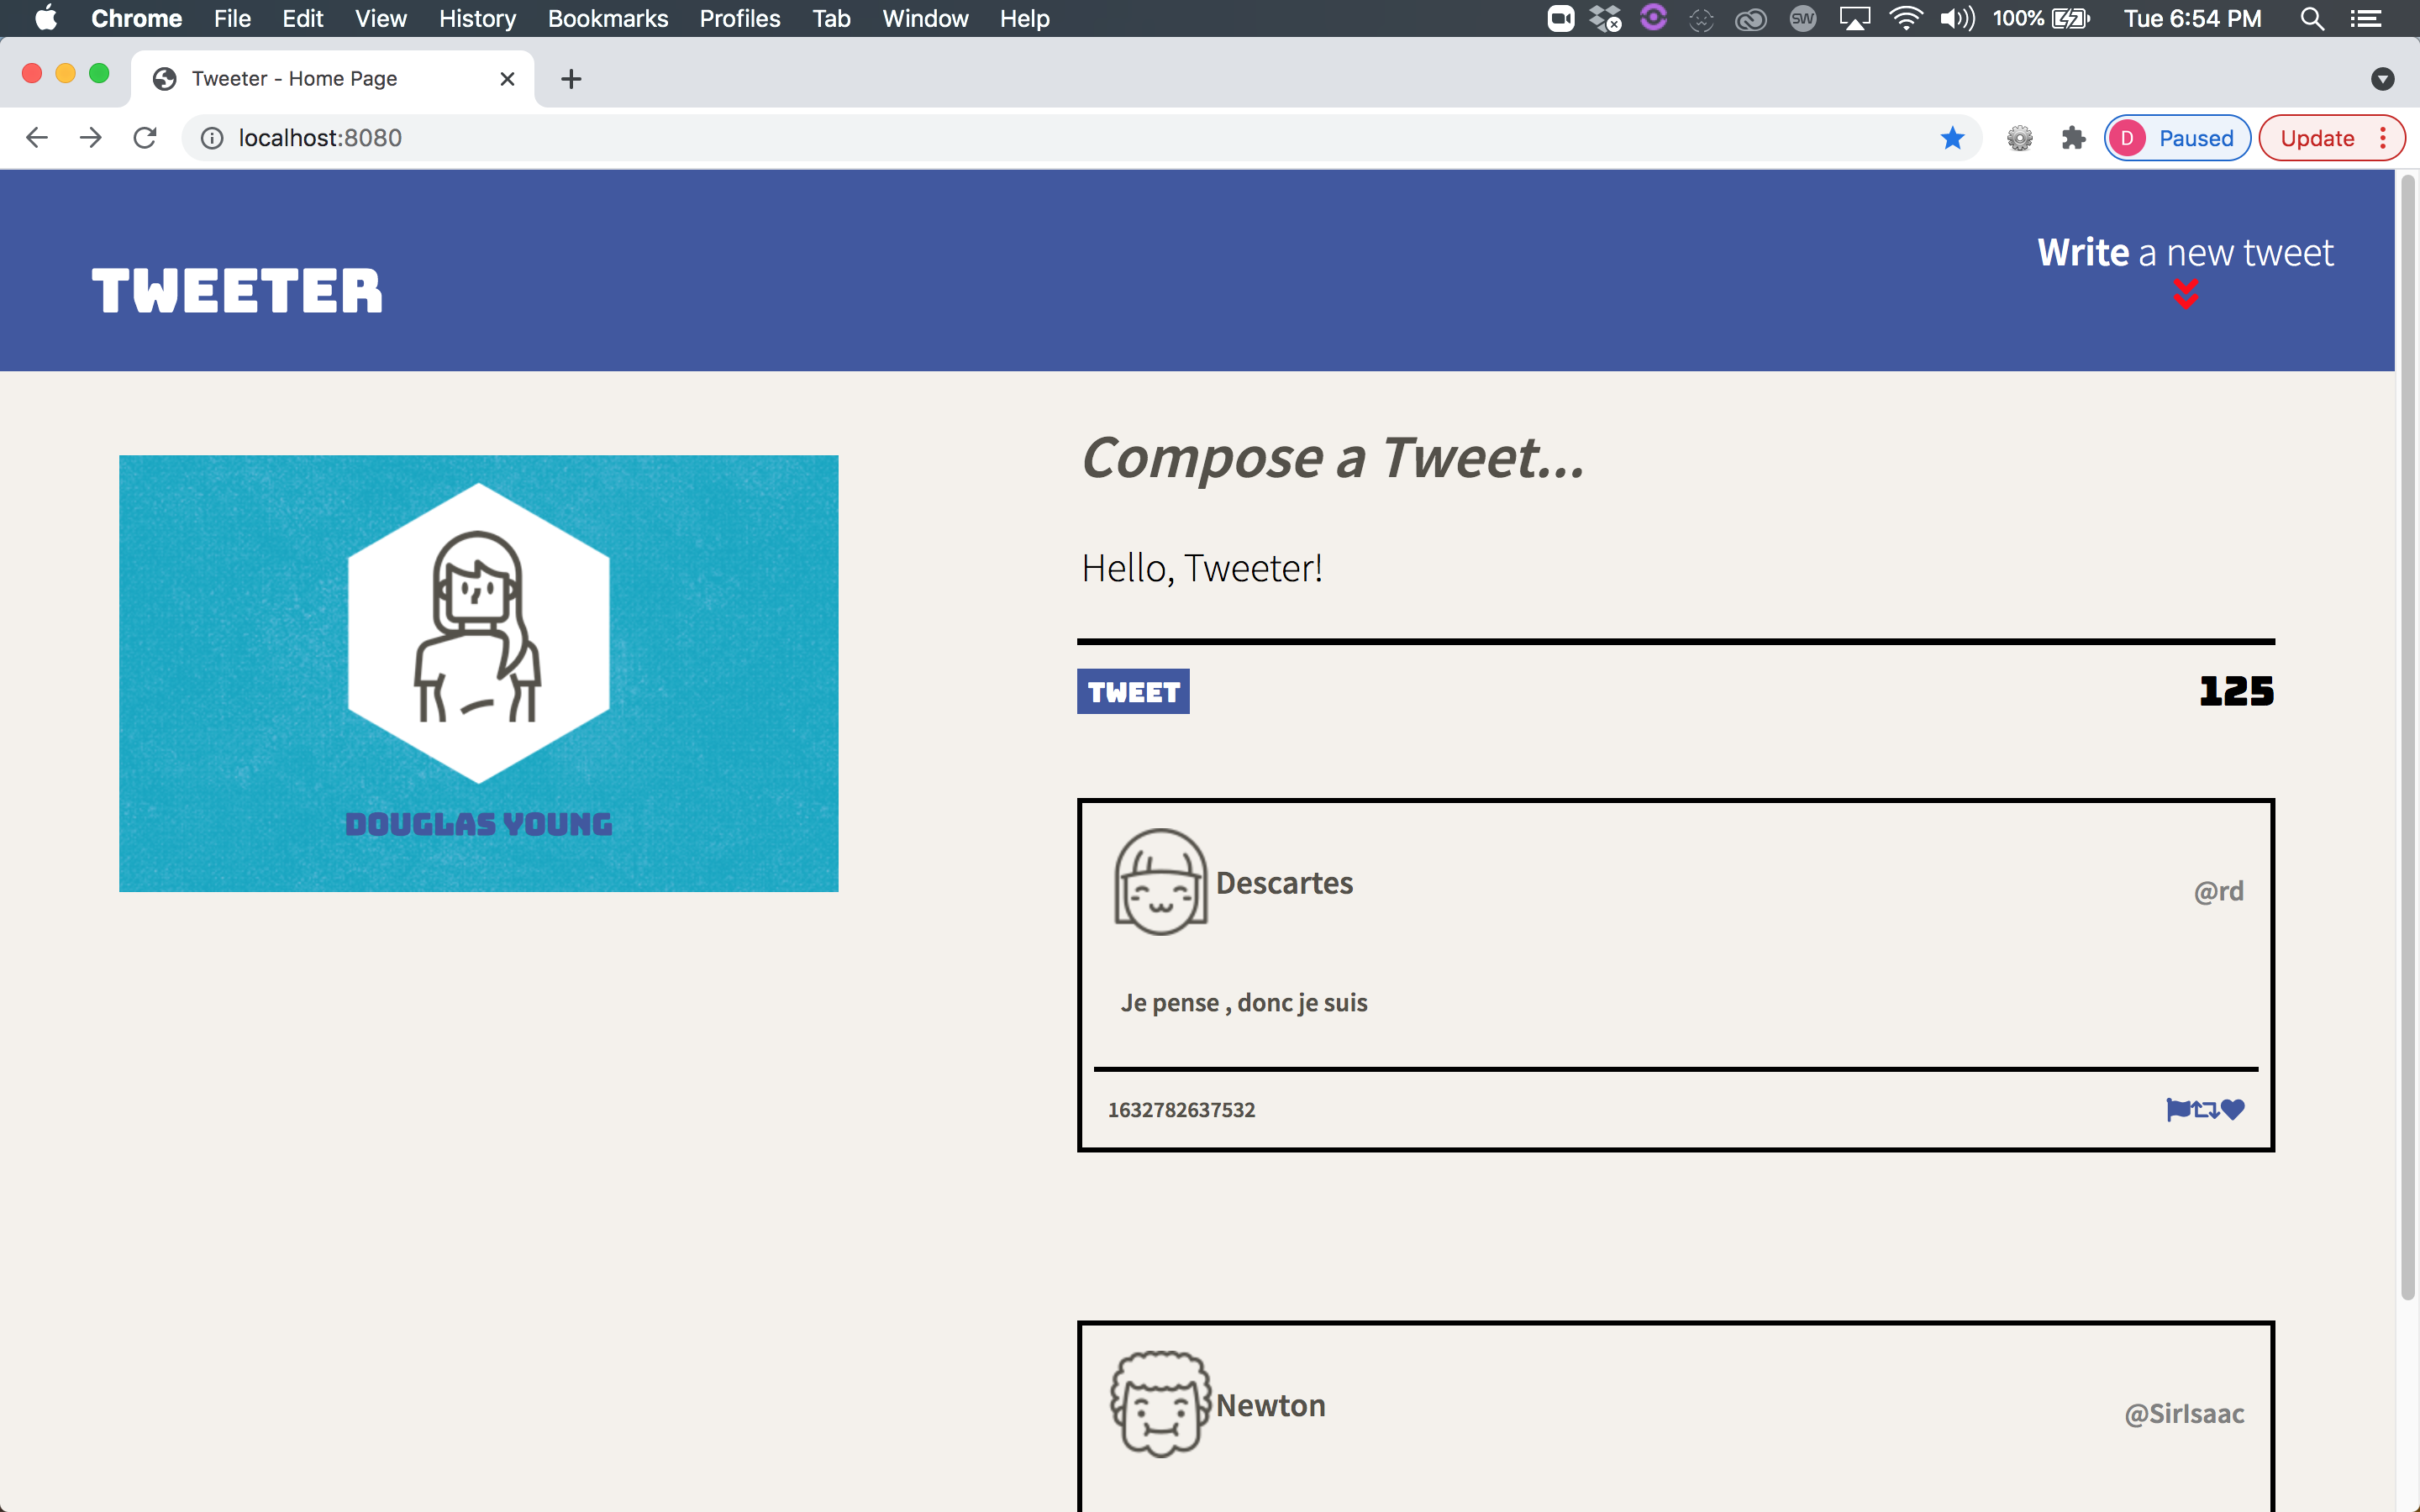 Chrome File Edit View History Bookmarks Profiles Tab Window Help SW 100% Tue 6:54 PM
Tweeter - Home Page
localhost:8080 D Paused Update
TWEETER
Write a new tweet
Compose a Tweet...
Hello, Tweeter!
TWEET 125
DOUGLAS YOUNG
Descartes @rd
Je pense , donc je suis
1632782637532
Newton @SirIsaac